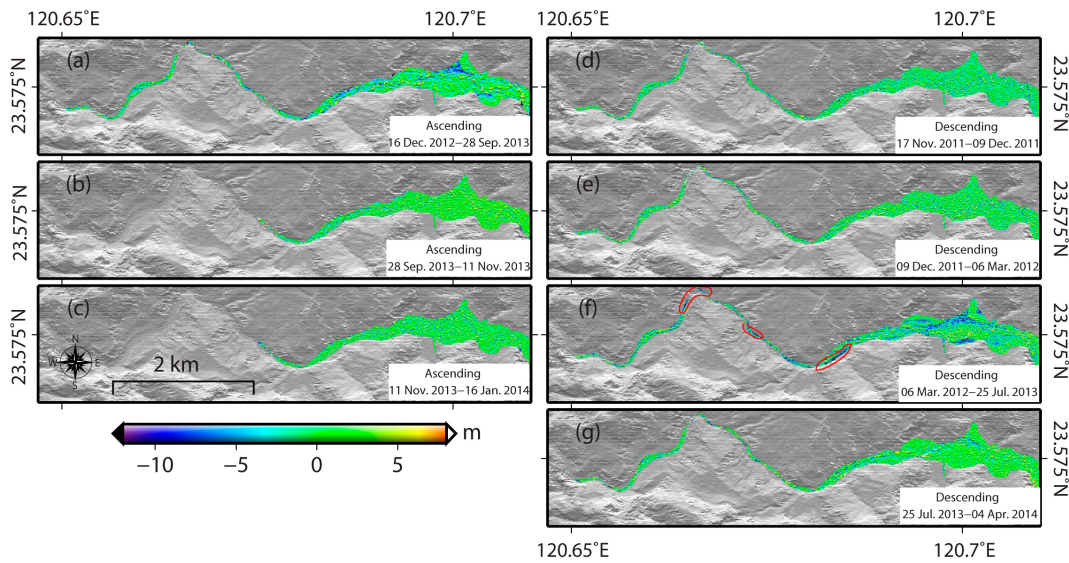 120.65°E 120.7°E 120.65°E 120.7°E
(a)
23.575°N
Ascending
16 Dec. 2012−28 Sep. 2013
(d)
23.575°N
Descending
17 Nov. 2011−09 Dec. 2011
(b)
23.575°N
Ascending
28 Sep. 2013−11 Nov. 2013
(e)
23.575°N
Descending
09 Dec. 2011−06 Mar. 2012
(c)
23.575°N
N
W E
S
2 km
Ascending
11 Nov. 2013−16 Jan. 2014
(f)
23.575°N
Descending
06 Mar. 2012−25 Jul. 2013
m
−10 −5 0 5
(g)
23.575°N
Descending
25 Jul. 2013−04 Apr. 2014
120.65°E 120.7°E